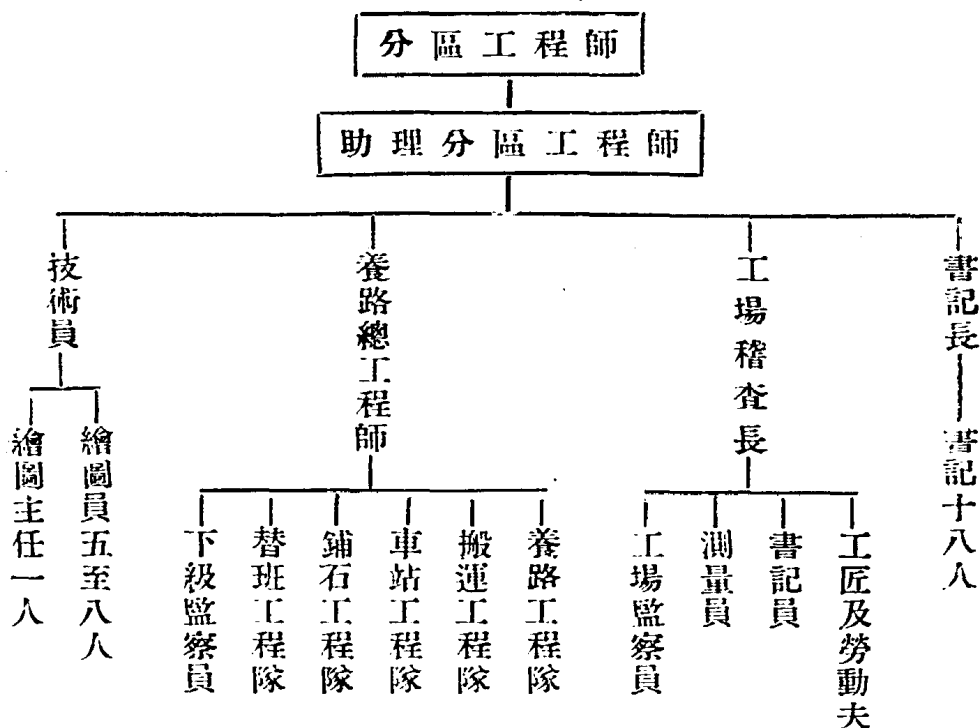 分區工程師
助理分區工程師
書記長
書記十八人
工場稽查長
工匠及勞動夫
書記員
測量員
工場監察員
養路總工程師
養路工程隊
搬運工程隊
車站工程隊
鋪石工程隊
替班工程隊
下級監察員
技術員
繪圖員五至八人
繪圖主任一人